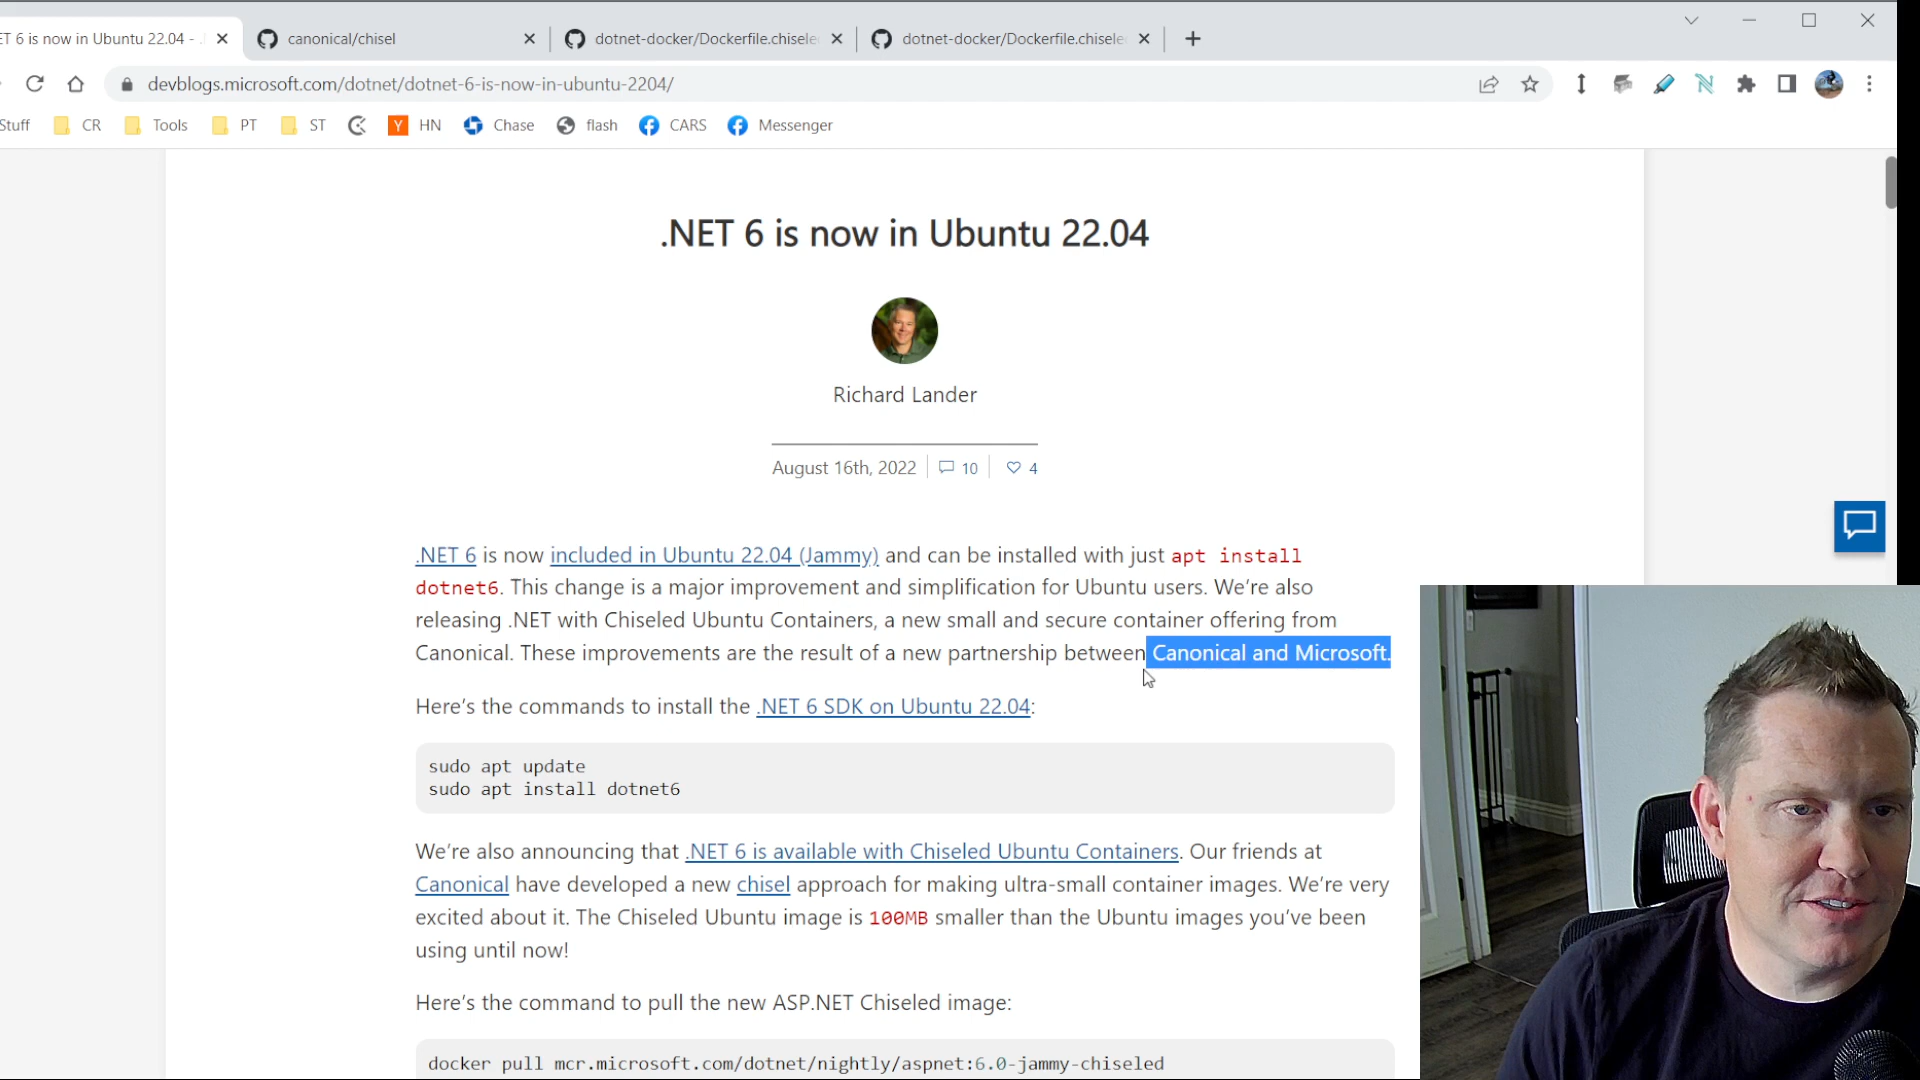 ET 6 is now in Ubuntu 22.04 -
canonical/chisel
dotnet-docker/Dockerfile.chisele
dotnet-docker/Dockerfile.chisele
devblogs.microsoft.com/dotnet/dotnet-6-is-now-in-ubuntu-2204/
Stuff CR Tools PT ST Y HN Chase flash CARS Messenger
.NET 6 is now in Ubuntu 22.04
Richard Lander
August 16th, 2022 10 4
.NET 6 is now included in Ubuntu 22.04 (Jammy) and can be installed with just apt install
dotnet6. This change is a major improvement and simplification for Ubuntu users. We’re also
releasing .NET with Chiseled Ubuntu Containers, a new small and secure container offering from
Canonical. These improvements are the result of a new partnership between Canonical and Microsoft.
Here’s the commands to install the .NET 6 SDK on Ubuntu 22.04:
sudo apt update
sudo apt install dotnet6
We’re also announcing that .NET 6 is available with Chiseled Ubuntu Containers. Our friends at
Canonical have developed a new chisel approach for making ultra-small container images. We’re very
excited about it. The Chiseled Ubuntu image is 100MB smaller than the Ubuntu images you’ve been
using until now!
Here’s the command to pull the new ASP.NET Chiseled image:
docker pull mcr.microsoft.com/dotnet/nightly/aspnet:6.0-jammy-chiseled